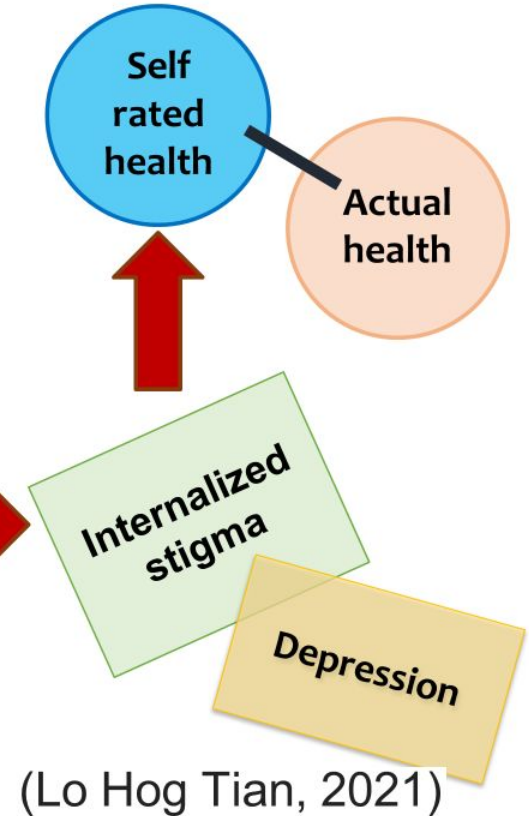 Self
rated
health
Actual
health
Internalized
stigma
Depression
(Lo Hog Tian, 2021)